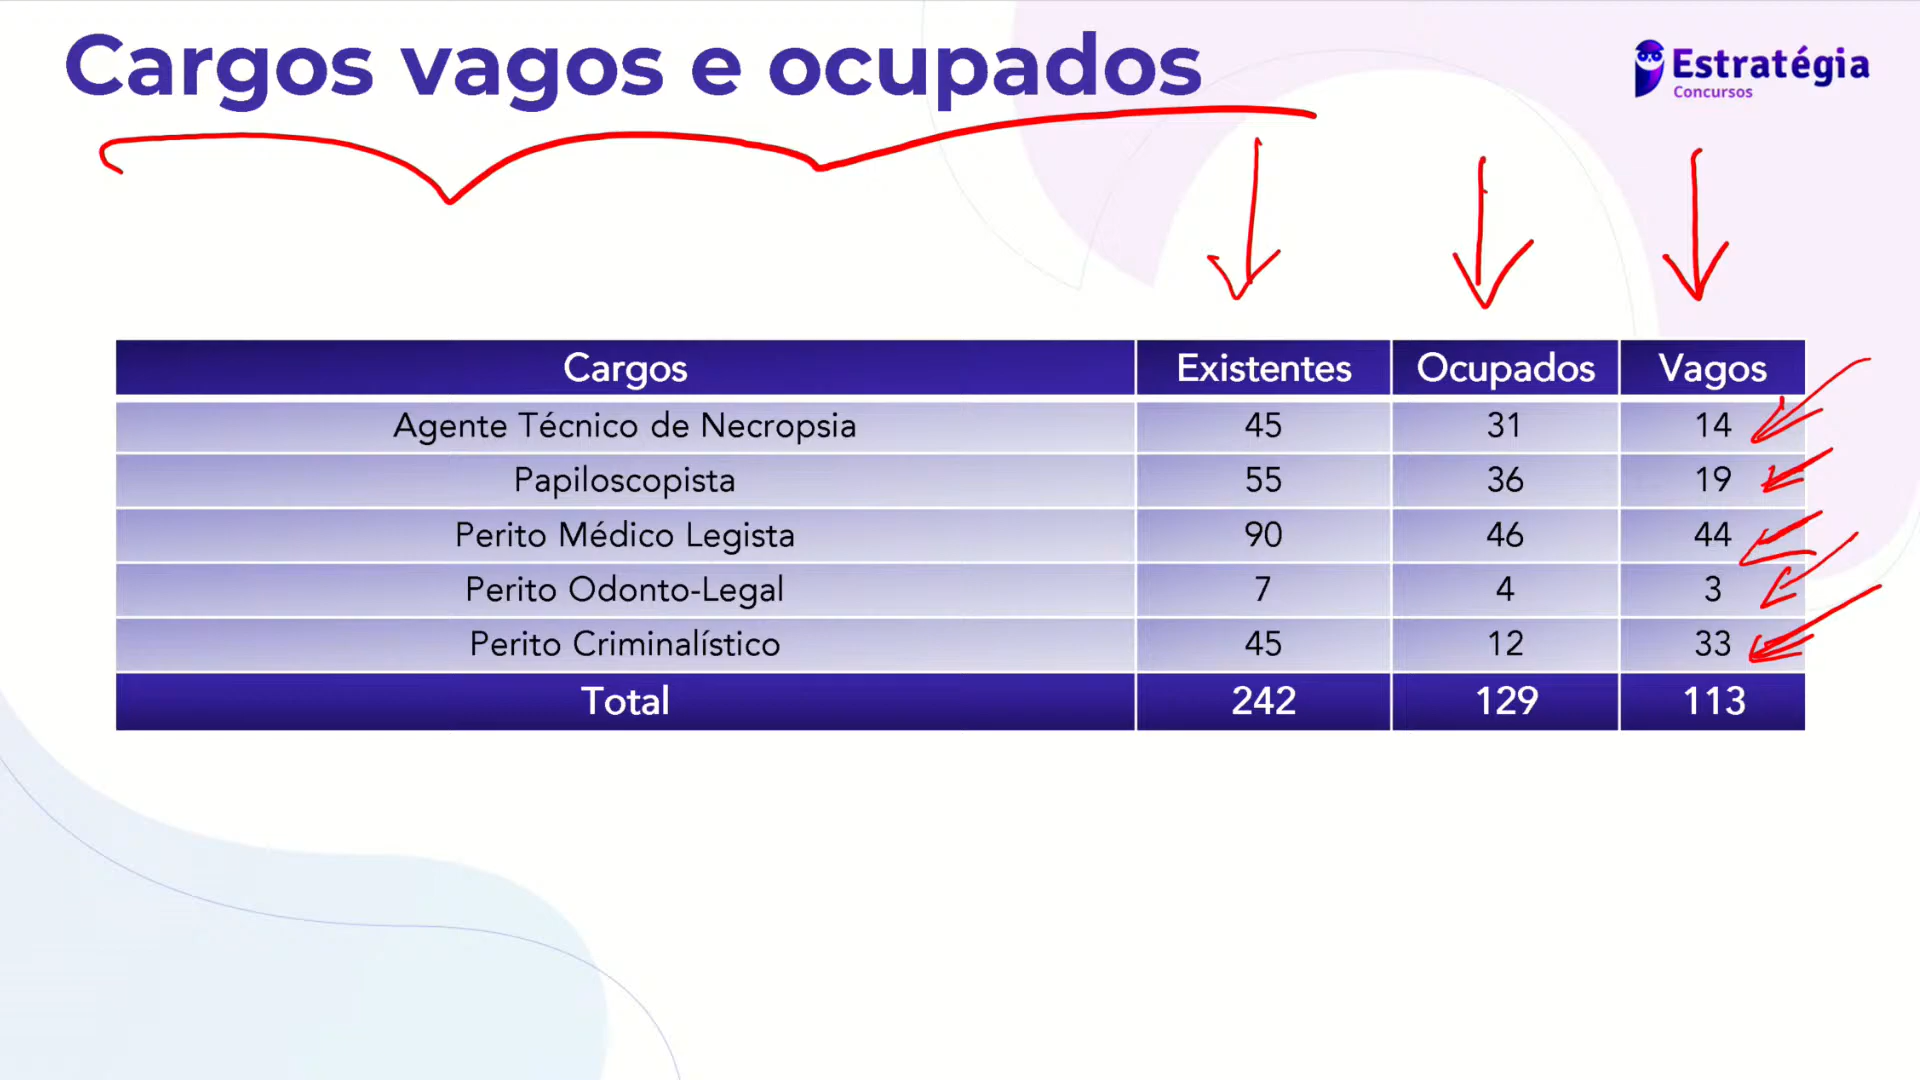 Cargos vagos e ocupados
Estratégia
Concursos
Cargos Existentes Ocupados Vagos
Agente Técnico de Necropsia 45 31 14
Papiloscopista 55 36 19
Perito Médico Legista 90 46 44
Perito Odonto-Legal 7 4 3
Perito Criminalístico 45 12 33
Total 242 129 113